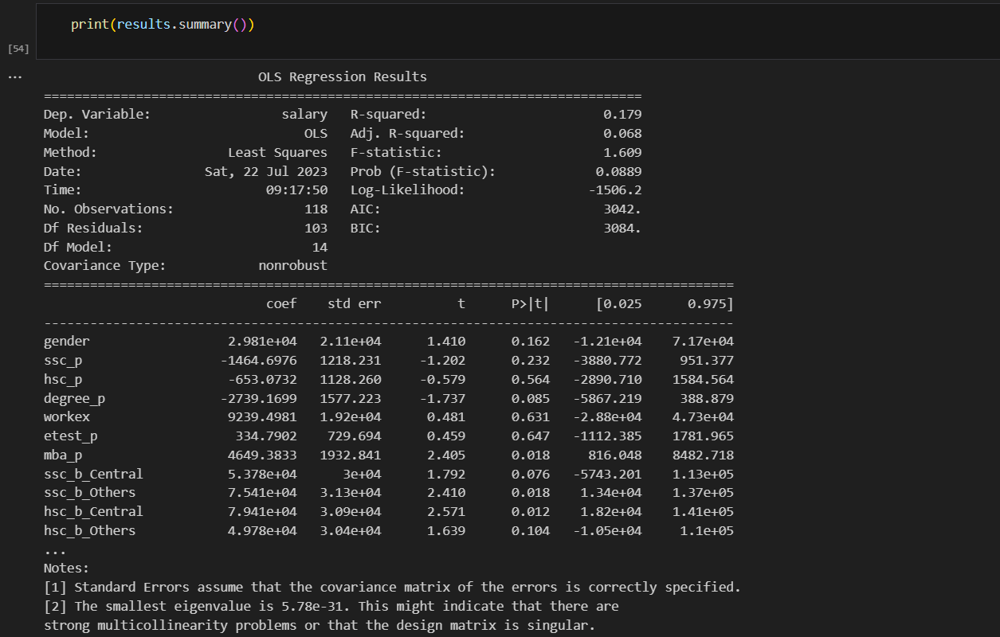 print(results.summary())
[54]
...
OLS Regression Results
==============================================================================
Dep. Variable: salary R-squared: 0.179
Model: OLS Adj. R-squared: 0.068
Method: Least Squares F-statistic: 1.609
Date: Sat, 22 Jul 2023 Prob (F-statistic): 0.0889
Time: 09:17:50 Log-Likelihood: -1506.2
No. Observations: 118 AIC: 3042.
Df Residuals: 103 BIC: 3084.
Df Model: 14
Covariance Type: nonrobust
==========================================================================================
coef std err t P>|t| [0.025 0.975]
------------------------------------------------------------------------------------------
gender 2.981e+04 2.11e+04 1.410 0.162 -1.21e+04 7.17e+04
ssc_p -1464.6976 1218.231 -1.202 0.232 -3880.772 951.377
hsc_p -653.0732 1128.260 -0.579 0.564 -2890.710 1584.564
degree_p -2739.1699 1577.223 -1.737 0.085 -5867.219 388.879
workex 9239.4981 1.92e+04 0.481 0.631 -2.88e+04 4.73e+04
etest_p 334.7902 729.694 0.459 0.647 -1112.385 1781.965
mba_p 4649.3833 1932.841 2.405 0.018 816.048 8482.718
ssc_b_Central 5.378e+04 3e+04 1.792 0.076 -5743.201 1.13e+05
ssc_b_Others 7.541e+04 3.13e+04 2.410 0.018 1.34e+04 1.37e+05
hsc_b_Central 7.941e+04 3.09e+04 2.571 0.012 1.82e+04 1.41e+05
hsc_b_Others 4.978e+04 3.04e+04 1.639 0.104 -1.05e+04 1.1e+05
...
Notes:
[1] Standard Errors assume that the covariance matrix of the errors is correctly specified.
[2] The smallest eigenvalue is 5.78e-31. This might indicate that there are
strong multicollinearity problems or that the design matrix is singular.